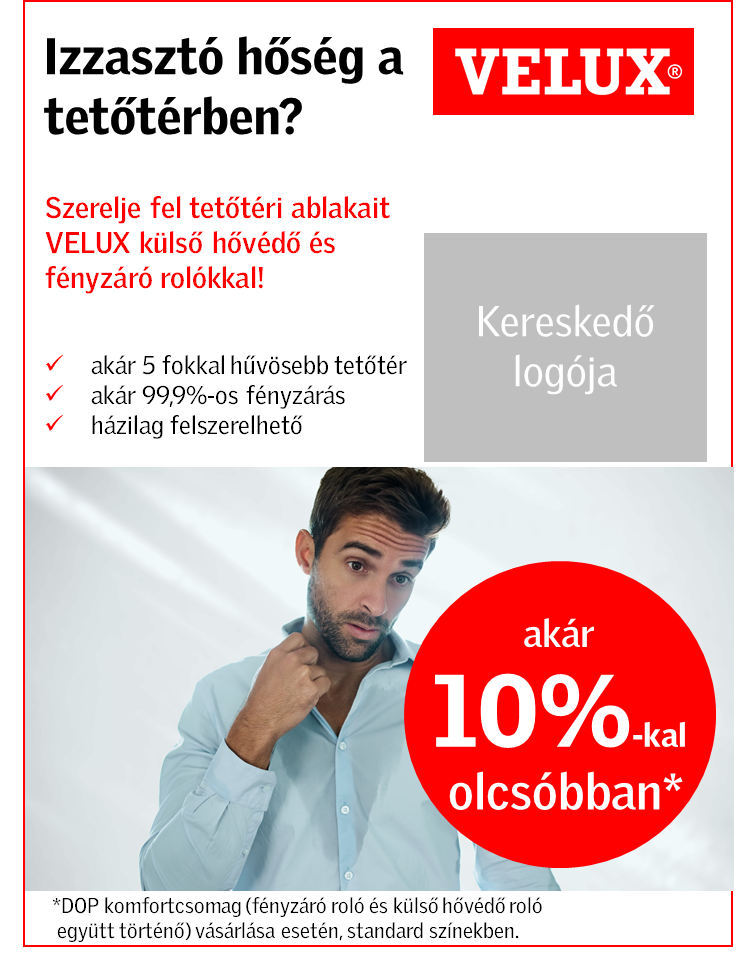 Izzasztó hőség a
tetőtérben?
VELUX®
Szerelje fel tetőtéri ablakait
VELUX külső hővédő és
fényzáró rolókkal!
Kereskedő
logója
akár 5 fokkal hűvösebb tetőtér
akár 99,9%-os fényzárás
házilag felszerelhető
akár
10%-kal
olcsóbban*
*DOP komfortcsomag (fényzáró roló és külső hővédő roló
együtt történő) vásárlása esetén, standard színekben.